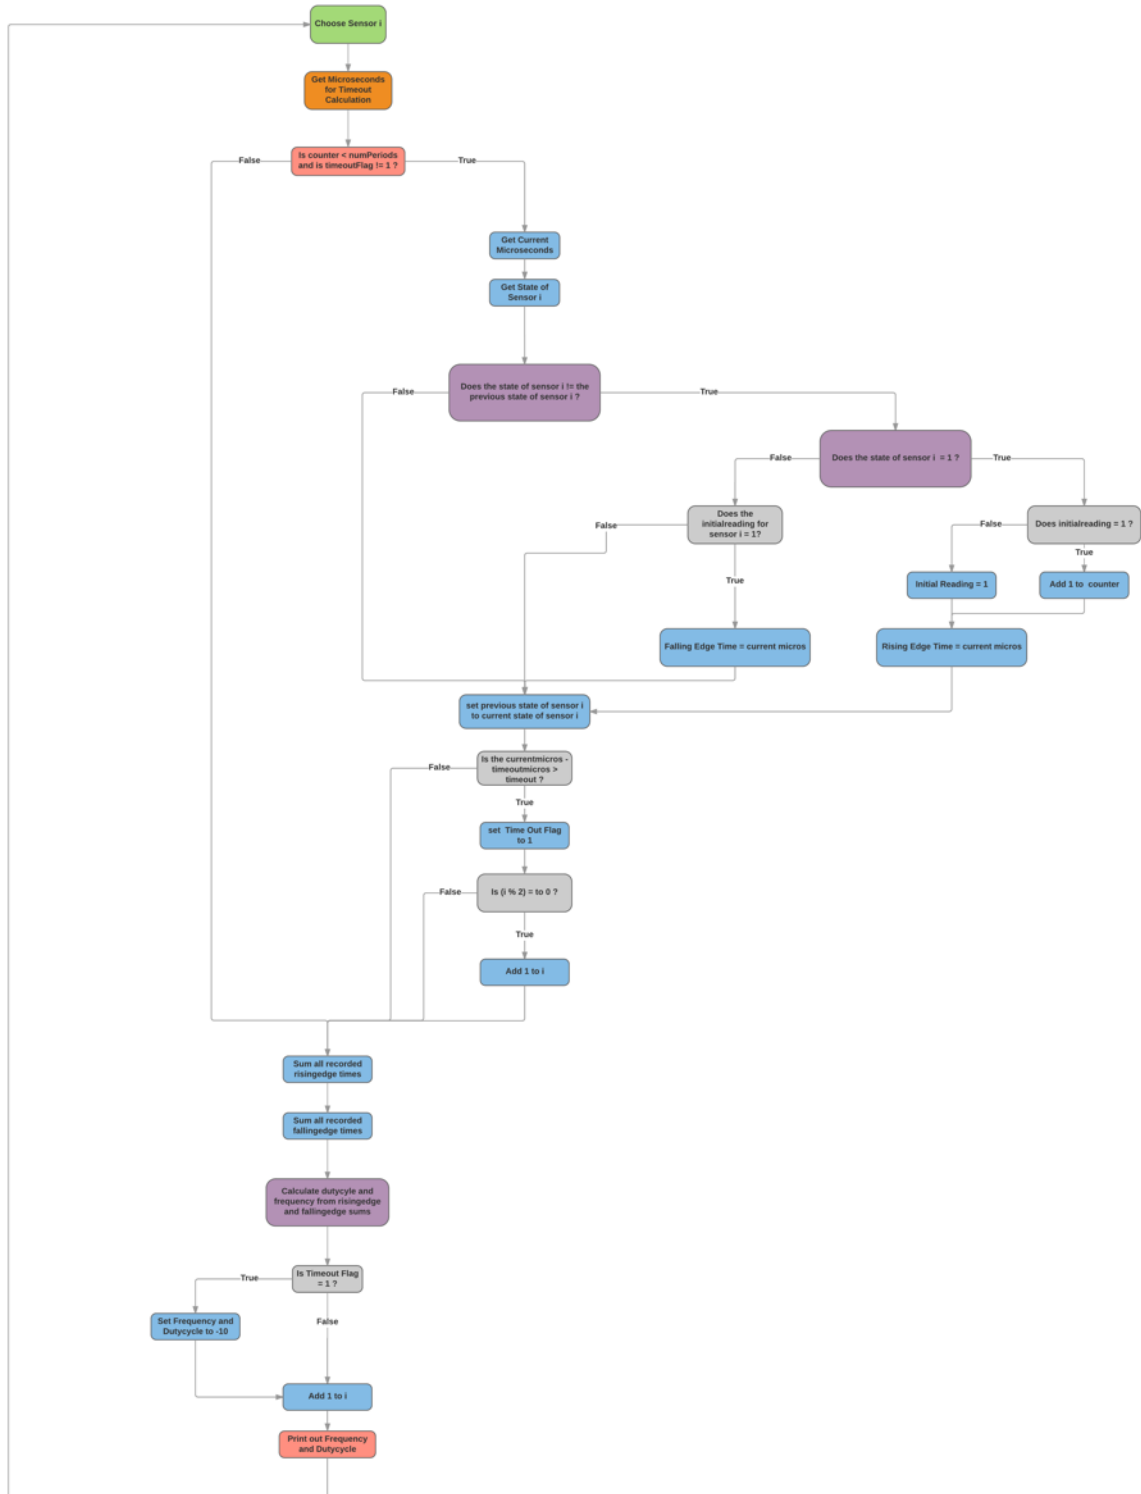 Choose Sensor i
Get Microseconds
for Timeout
Calculation
False
Is counter < numPeriods
and is timeoutFlag != 1 ?
True
Get Current
Microseconds
Get State of
Sensor i
False
Does the state of sensor i != the
previous state of sensor i ?
True
False
Does the state of sensor i  = 1 ?
True
False
Does the
initialreading for
sensor i = 1?
False
Does initialreading = 1 ?
True
True
Initial Reading = 1
Add 1 to  counter
Falling Edge Time = current micros
Rising Edge Time = current micros
set previous state of sensor i
to current state of sensor i
False
Is the currentmicros -
timeoutmicros >
timeout ?
True
set  Time Out Flag
to 1
False
Is (i % 2) = to 0 ?
True
Add 1 to i
Sum all recorded
risingedge times
Sum all recorded
fallingedge times
Calculate dutycyle and
frequency from risingedge
and fallingedge sums
True
Is Timeout Flag
= 1 ?
Set Frequency and
Dutycycle to -10
False
Add 1 to i
Print out Frequency
and Dutycycle